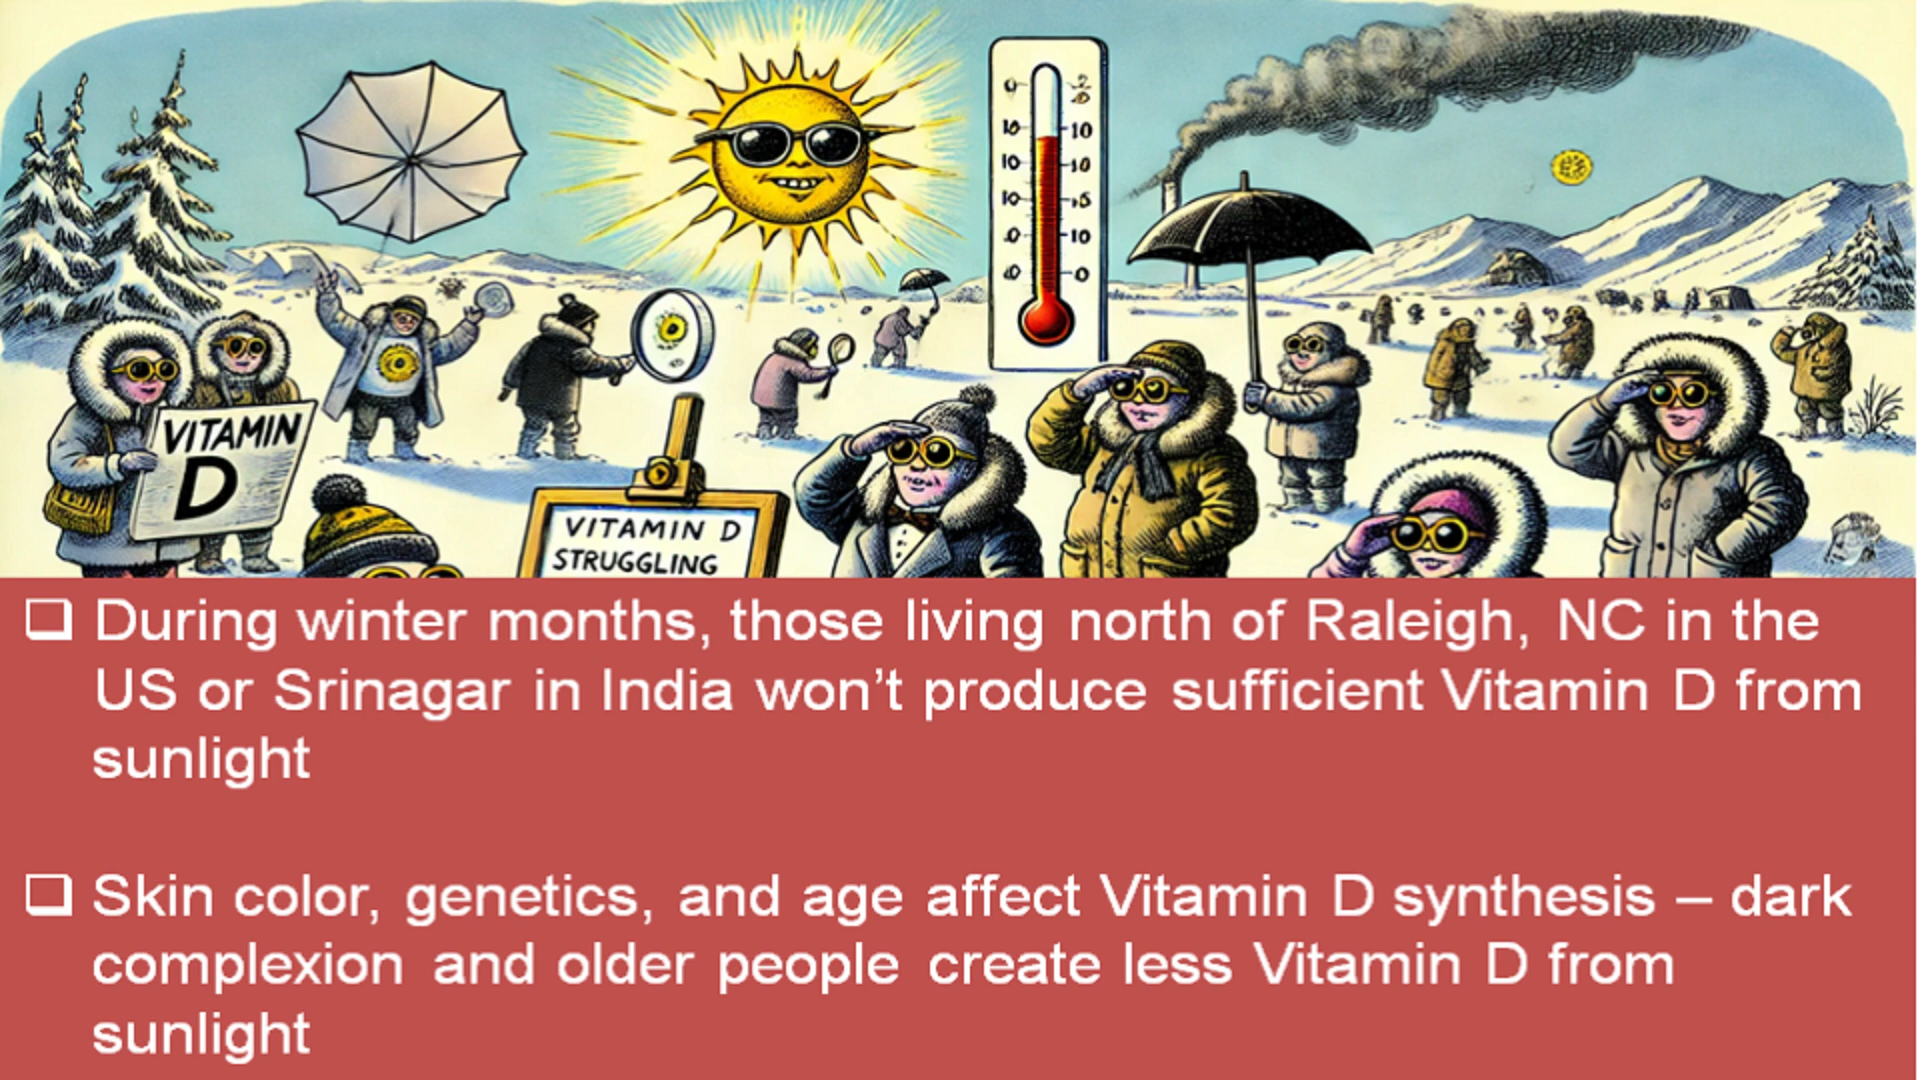 VITAMIN
D
VITAMIN D
STRUGGLING
During winter months, those living north of Raleigh, NC in the
US or Srinagar in India won't produce sufficient Vitamin D from
sunlight
Skin color, genetics, and age affect Vitamin D synthesis – dark
complexion and older people create less Vitamin D from
sunlight